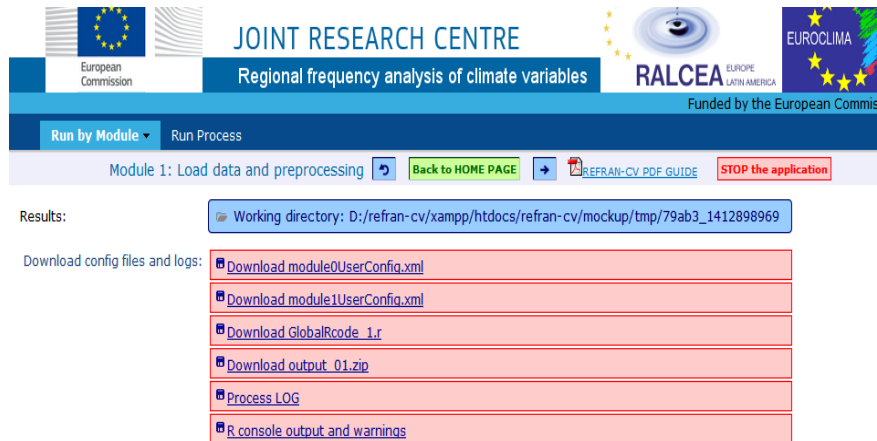 JOINT RESEARCH CENTRE
European
Commission
Regional frequency analysis of climate variables
RALCEA EUROPE
LATIN AMERICA
EUROCLIMA
Funded by the European Commis
Run by Module Run Process
Module 1: Load data and preprocessing Back to HOME PAGE REFRAN-CV PDF GUIDE STOP the application
Results: Working directory: D:/refran-cv/xampp/htdocs/refran-cv/mockup/tmp/79ab3_1412898969
Download config files and logs: Download module0UserConfig.xml
Download module1UserConfig.xml
Download GlobalRcode_1.r
Download output_01.zip
Process LOG
R console output and warnings